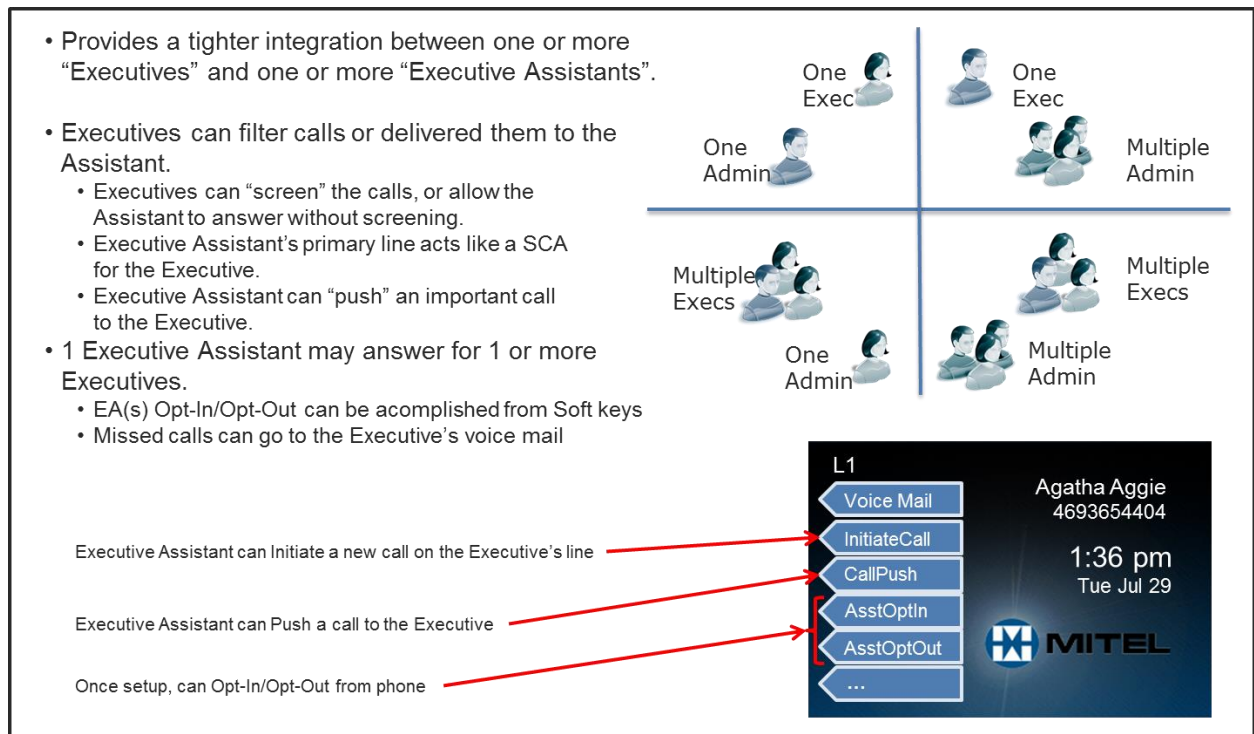 • Provides a tighter integration between one or more
“Executives” and one or more “Executive Assistants”.
• Executives can filter calls or delivered them to the
Assistant.
• Executives can “screen” the calls, or allow the
Assistant to answer without screening.
• Executive Assistant’s primary line acts like a SCA
for the Executive.
• Executive Assistant can “push” an important call
to the Executive.
• 1 Executive Assistant may answer for 1 or more
Executives.
• EA(s) Opt-In/Opt-Out can be acomplished from Soft keys
• Missed calls can go to the Executive’s voice mail
One
Exec
One
Admin
One
Exec
Multiple
Admin
Multiple
Execs
One
Admin
Multiple
Execs
Multiple
Admin
Executive Assistant can Initiate a new call on the Executive’s line
Executive Assistant can Push a call to the Executive
Once setup, can Opt-In/Opt-Out from phone
L1
Voice Mail
InitiateCall
CallPush
AsstOptIn
AsstOptOut
...
Agatha Aggie
4693654404
1:36 pm
Tue Jul 29
MITEL